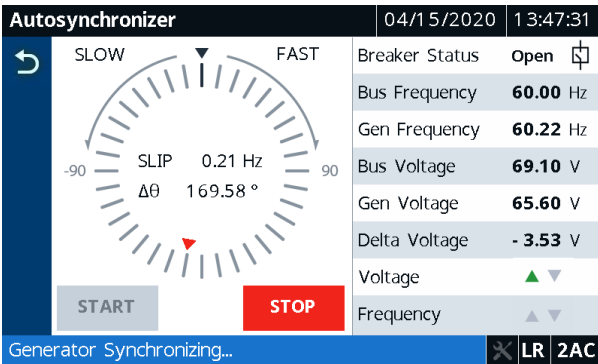 Autosynchronizer 04/15/2020 13:47:31
SLOW FAST
-90 90
SLIP 0.21 Hz
Δθ 169.58 °
START STOP
Breaker Status Open
Bus Frequency 60.00 Hz
Gen Frequency 60.22 Hz
Bus Voltage 69.10 V
Gen Voltage 65.60 V
Delta Voltage - 3.53 V
Voltage
Frequency
Generator Synchronizing... LR 2AC